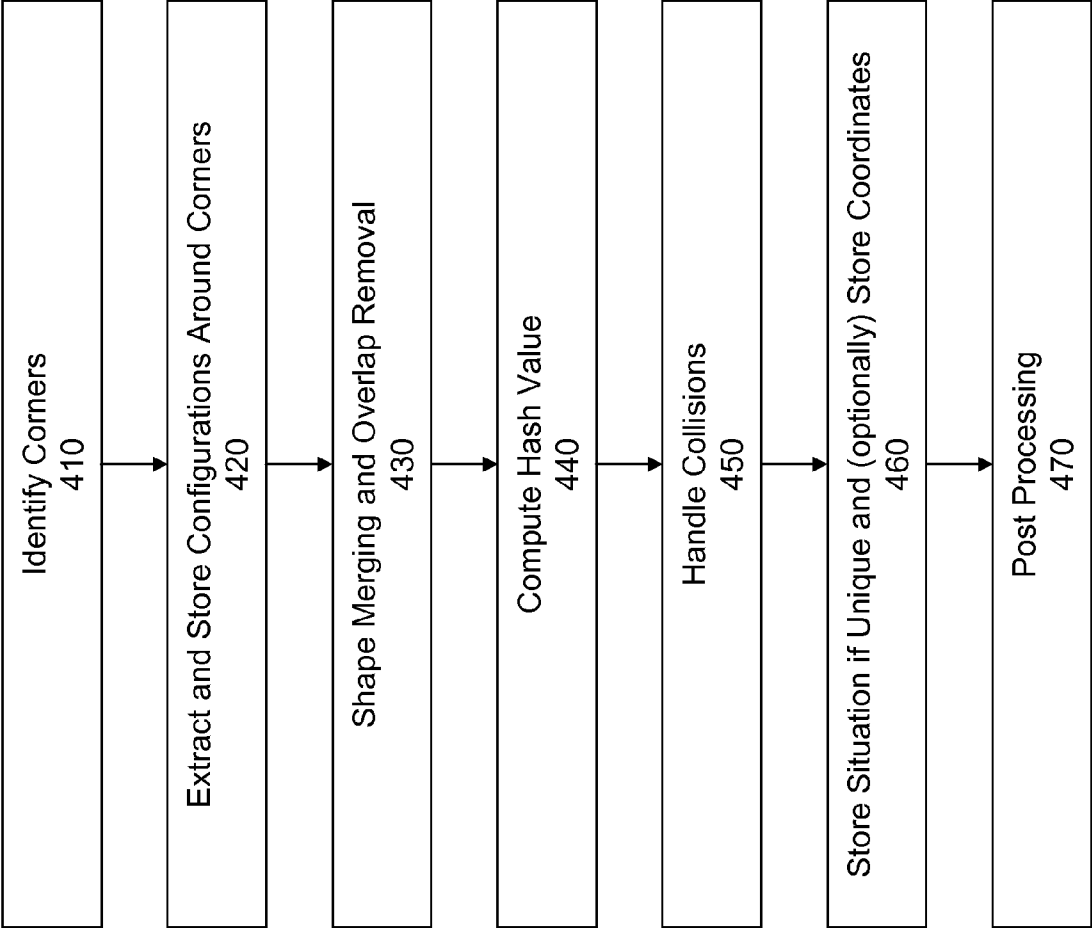 Identify Corners
410
Extract and Store Configurations Around Corners
420
Shape Merging and Overlap Removal
430
Compute Hash Value
440
Handle Collisions
450
Store Situation if Unique and (optionally) Store Coordinates
460
Post Processing
470